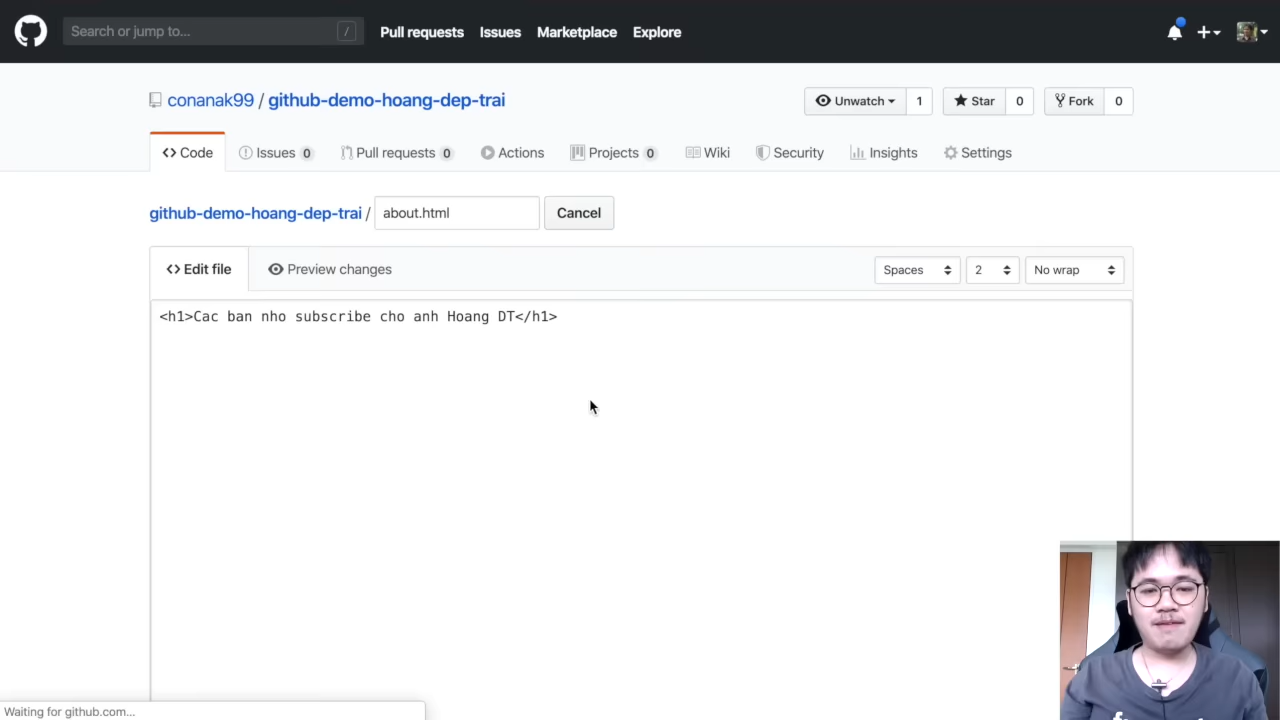 Search or jump to... /
Pull requests Issues Marketplace Explore
conanak99 / github-demo-hoang-dep-trai
Unwatch 1 Star 0 Fork 0
Code Issues 0 Pull requests 0 Actions Projects 0 Wiki Security Insights Settings
github-demo-hoang-dep-trai / about.html Cancel
<> Edit file Preview changes Spaces 2 No wrap
<h1>Cac ban nho subscribe cho anh Hoang DT</h1>
Waiting for github.com...